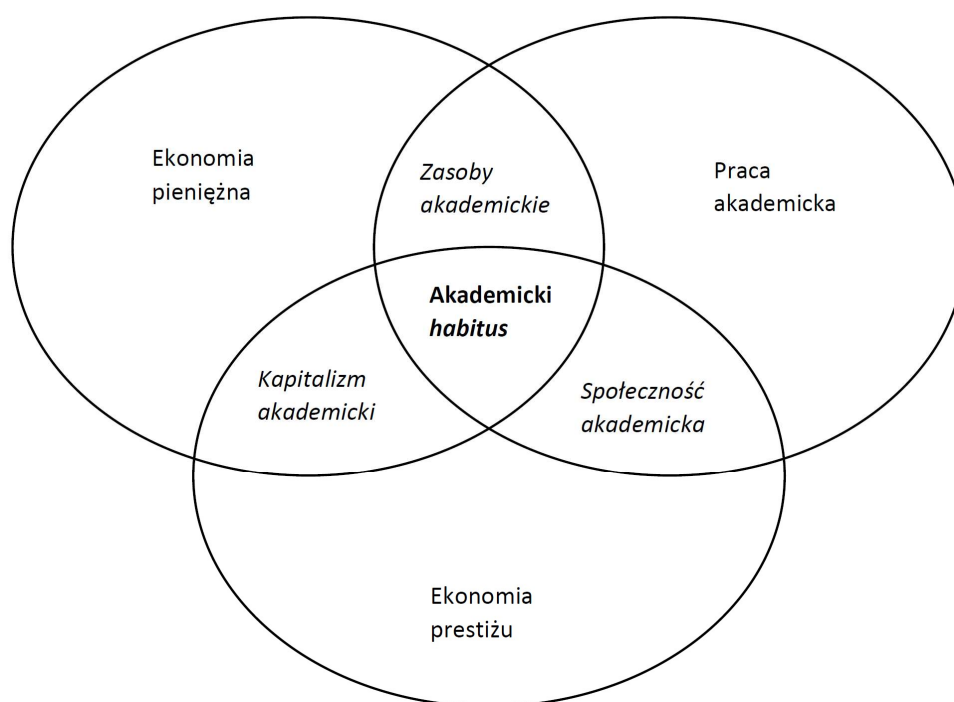 Ekonomia
pieniężna
Zasoby
akademickie
Praca
akademicka
Akademicki
habitus
Kapitalizm
akademicki
Społeczność
akademicka
Ekonomia
prestiżu